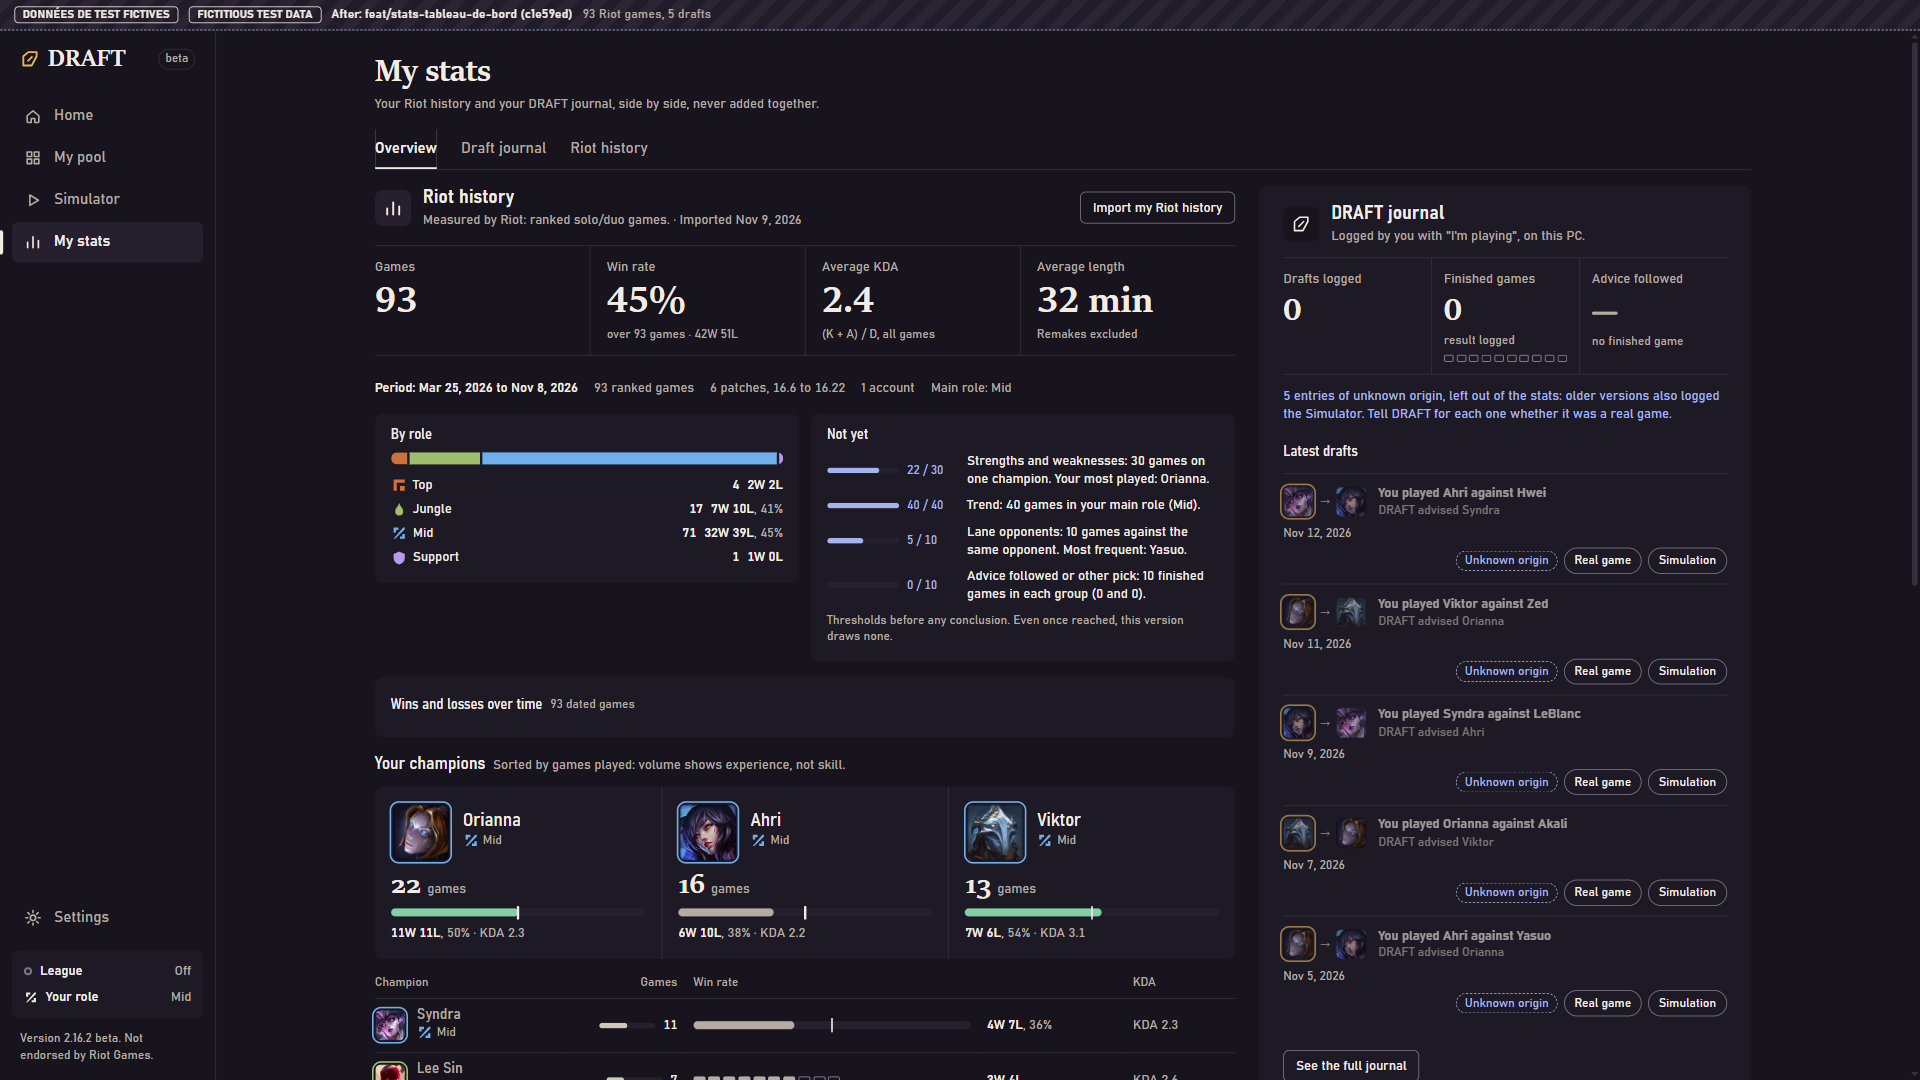 DONNÉES DE TEST FICTIVES FICTITIOUS TEST DATA After: feat/stats-tableau-de-bord (c1e59ed) 93 Riot games, 5 drafts
DRAFT beta
Home
My pool
Simulator
My stats
Settings
League Off
Your role Mid
Version 2.16.2 beta. Not
endorsed by Riot Games.
My stats
Your Riot history and your DRAFT journal, side by side, never added together.
Overview Draft journal Riot history
Riot history
Measured by Riot: ranked solo/duo games. · Imported Nov 9, 2026
Import my Riot history
Games
93
Win rate
45%
over 93 games · 42W 51L
Average KDA
2.4
(K + A) / D, all games
Average length
32 min
Remakes excluded
Period: Mar 25, 2026 to Nov 8, 2026 93 ranked games 6 patches, 16.6 to 16.22 1 account Main role: Mid
By role
Top 4 2W 2L
Jungle 17 7W 10L, 41%
Mid 71 32W 39L, 45%
Support 1 1W 0L
Not yet
22 / 30 Strengths and weaknesses: 30 games on
one champion. Your most played: Orianna.
40 / 40 Trend: 40 games in your main role (Mid).
5 / 10 Lane opponents: 10 games against the
same opponent. Most frequent: Yasuo.
0 / 10 Advice followed or other pick: 10 finished
games in each group (0 and 0).
Thresholds before any conclusion. Even once reached, this version
draws none.
Wins and losses over time 93 dated games
Your champions Sorted by games played: volume shows experience, not skill.
Orianna
Mid
22 games
11W 11L, 50% · KDA 2.3
Ahri
Mid
16 games
6W 10L, 38% · KDA 2.2
Viktor
Mid
13 games
7W 6L, 54% · KDA 3.1
Champion Games Win rate KDA
Syndra
Mid
11 4W 7L, 36% KDA 2.3
Lee Sin
7 3W 4L KDA 2.6
DRAFT journal
Logged by you with "I'm playing", on this PC.
Drafts logged
0
Finished games
0
result logged
Advice followed
—
no finished game
5 entries of unknown origin, left out of the stats: older versions also logged
the Simulator. Tell DRAFT for each one whether it was a real game.
Latest drafts
You played Ahri against Hwei
DRAFT advised Syndra
Nov 12, 2026
Unknown origin Real game Simulation
You played Viktor against Zed
DRAFT advised Orianna
Nov 11, 2026
Unknown origin Real game Simulation
You played Syndra against LeBlanc
DRAFT advised Ahri
Nov 9, 2026
Unknown origin Real game Simulation
You played Orianna against Akali
DRAFT advised Viktor
Nov 7, 2026
Unknown origin Real game Simulation
You played Ahri against Yasuo
DRAFT advised Orianna
Nov 5, 2026
Unknown origin Real game Simulation
See the full journal